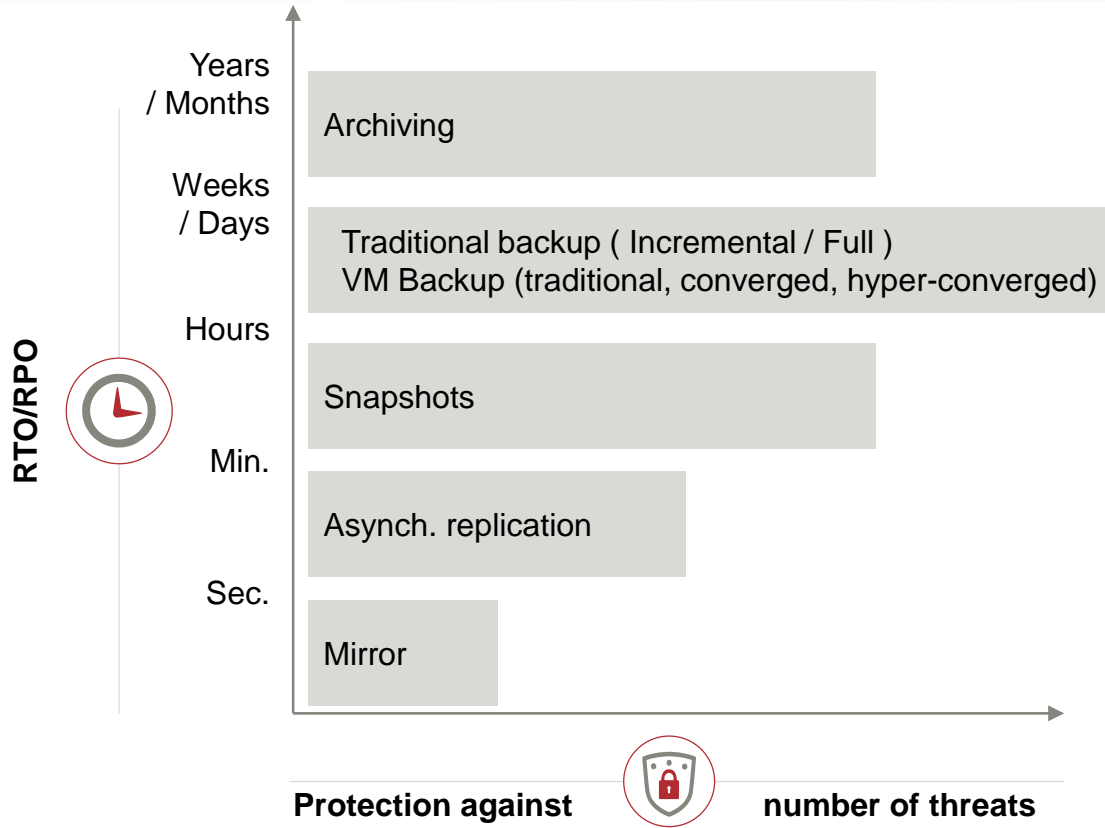 Years
/ Months
Archiving
Weeks
/ Days
Traditional backup ( Incremental / Full )
VM Backup (traditional, converged, hyper-converged)
Hours
RTO/RPO
Snapshots
Min.
Asynch. replication
Sec.
Mirror
Protection against number of threats